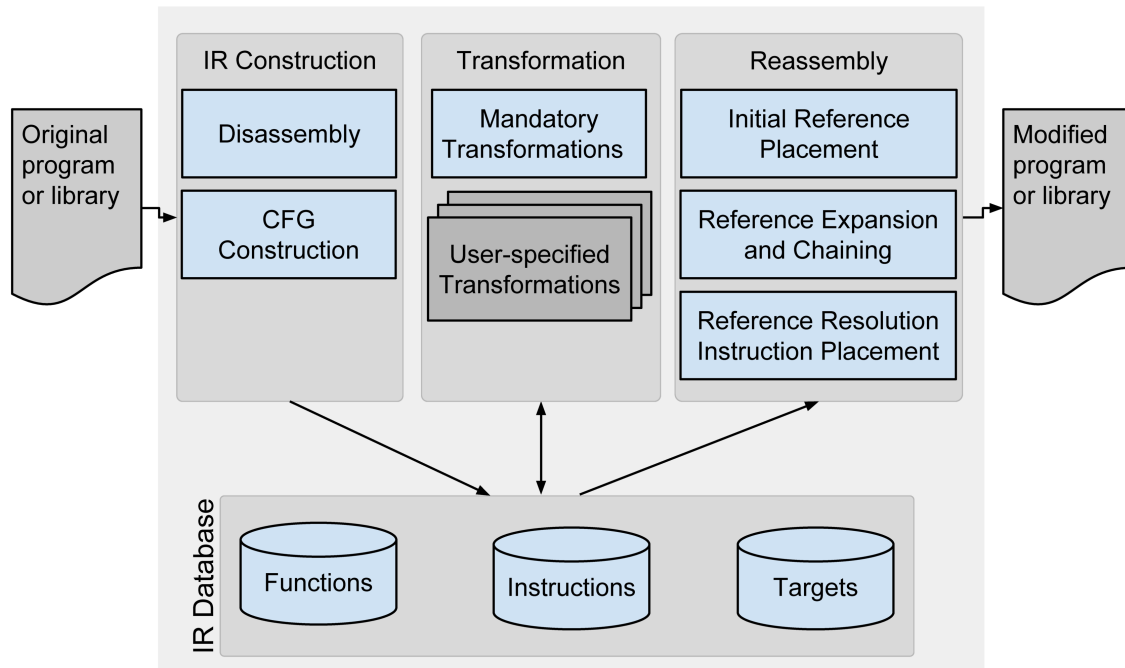 IR Construction
Transformation
Reassembly
Original
program
or library
Disassembly
CFG
Construction
Mandatory
Transformations
User-specified
Transformations
Initial Reference
Placement
Reference Expansion
and Chaining
Reference Resolution
Instruction Placement
Modified
program
or library
IR Database
Functions
Instructions
Targets